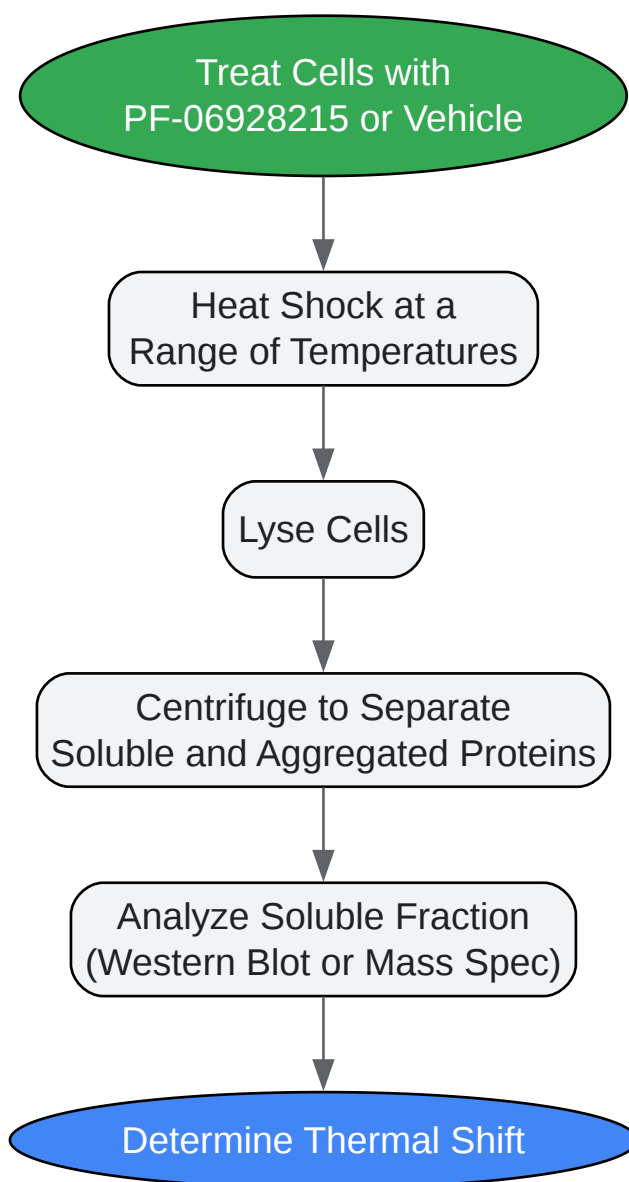 Treat Cells with
PF-06928215 or Vehicle
Heat Shock at a
Range of Temperatures
Lyse Cells
Centrifuge to Separate
Soluble and Aggregated Proteins
Analyze Soluble Fraction
(Western Blot or Mass Spec)
Determine Thermal Shift